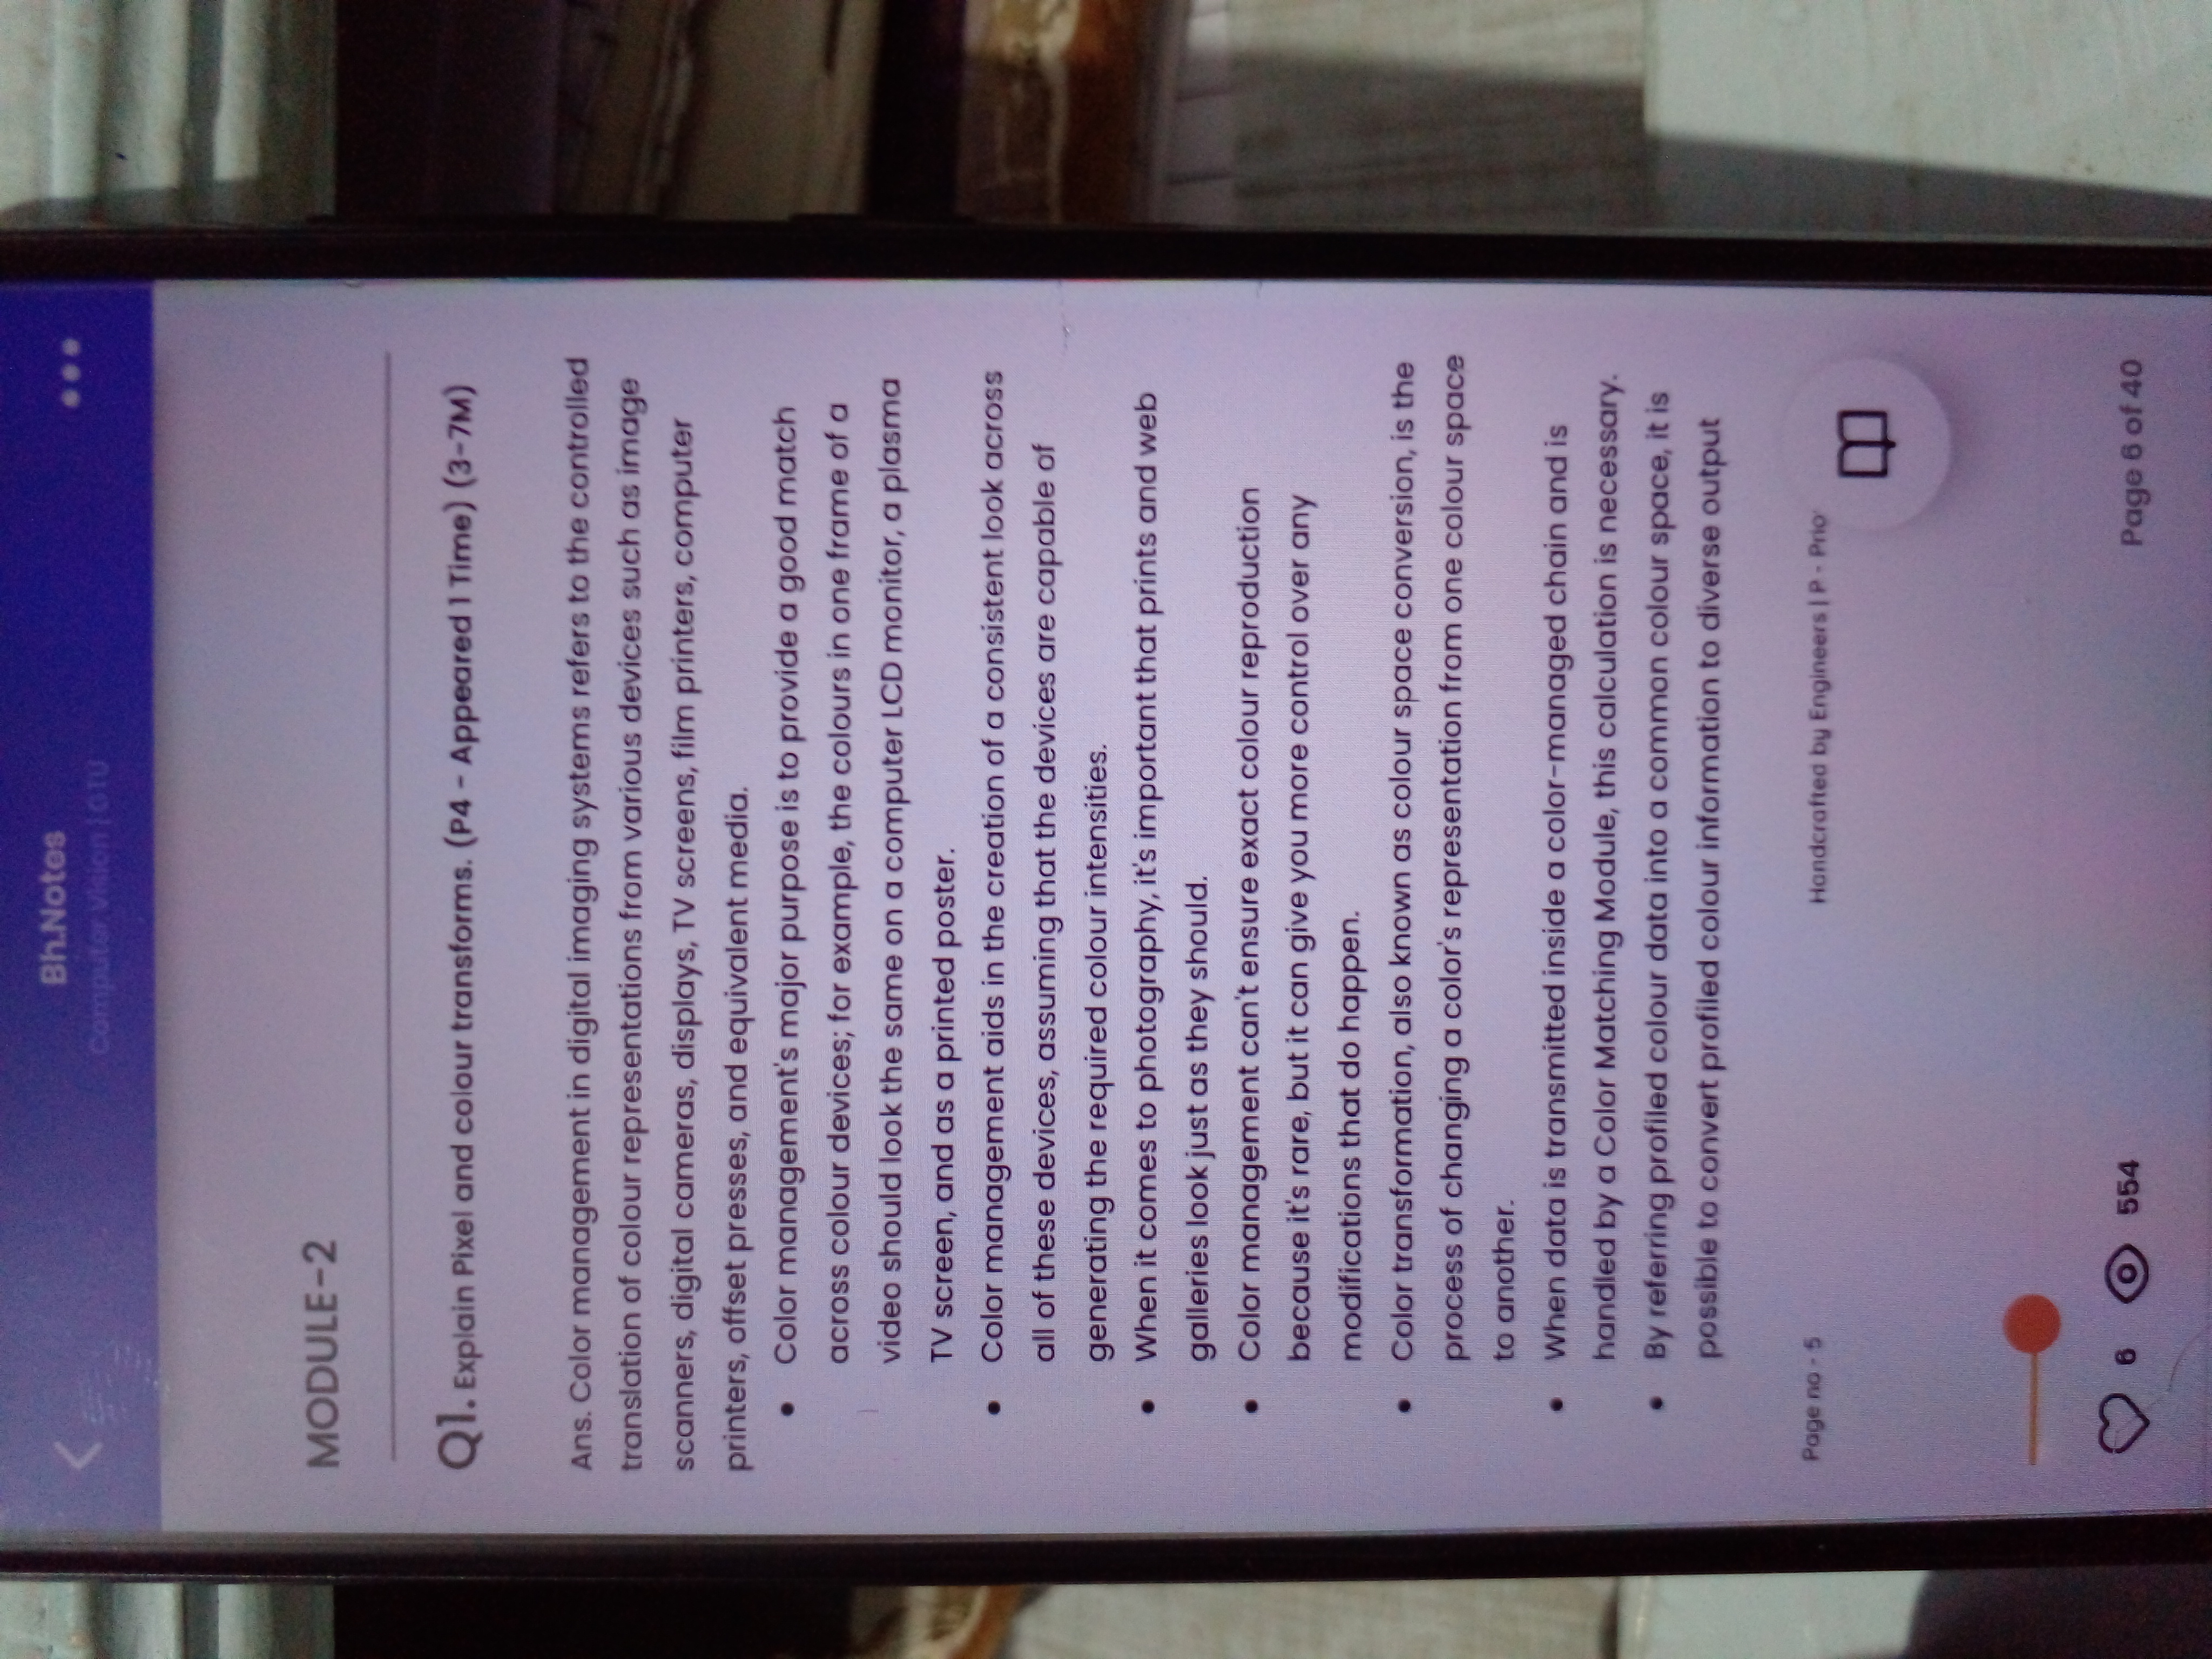 Bh.Notes
Computer Vision | GTU
MODULE-2
Q1. Explain Pixel and colour transforms. (P4 - Appeared 1 Time) (3-7M)
Ans. Color management in digital imaging systems refers to the controlled
translation of colour representations from various devices such as image
scanners, digital cameras, displays, TV screens, film printers, computer
printers, offset presses, and equivalent media.
• Color management's major purpose is to provide a good match
across colour devices; for example, the colours in one frame of a
video should look the same on a computer LCD monitor, a plasma
TV screen, and as a printed poster.
• Color management aids in the creation of a consistent look across
all of these devices, assuming that the devices are capable of
generating the required colour intensities.
• When it comes to photography, it's important that prints and web
galleries look just as they should.
• Color management can't ensure exact colour reproduction
because it's rare, but it can give you more control over any
modifications that do happen.
• Color transformation, also known as colour space conversion, is the
process of changing a color's representation from one colour space
to another.
• When data is transmitted inside a color-managed chain and is
handled by a Color Matching Module, this calculation is necessary.
• By referring profiled colour data into a common colour space, it is
possible to convert profiled colour information to diverse output
Page no - 5
Handcrafted by Engineers | P - Prio
6
554
Page 6 of 40